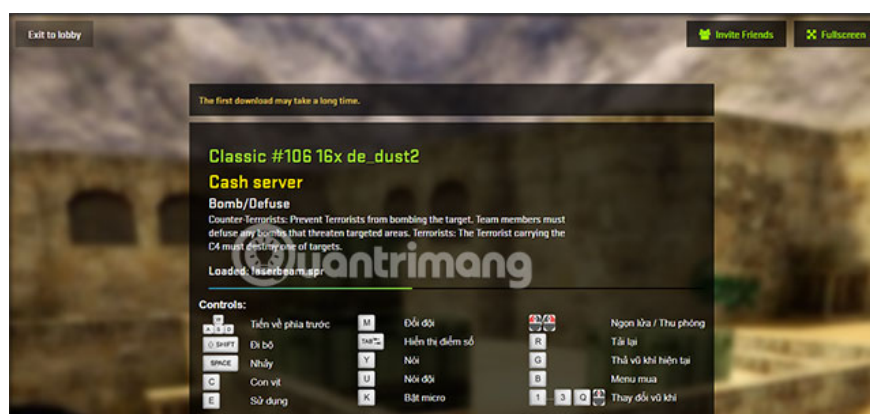 Exit to lobby
Invite Friends
Fullscreen
The first download may take a long time.
Classic #106 16x de_dust2
Cash server
Bomb/Defuse
Counter-Terrorists: Prevent Terrorists from bombing the target. Team members must
defuse any bombs that threaten targeted areas. Terrorists: The Terrorist carrying the
C4 must destroy one of targets.
Quantrimang
Loaded: laserbeam.spr
Controls:
W A S D Tiến về phía trước M Đổi đội Ngọn lửa / Thu phóng
SHIFT Đi bộ TAB Hiển thị điểm số R Tải lại
SPACE Nhảy Y Nói G Thả vũ khí hiện tại
C Con vịt U Nói đội B Menu mua
E Sử dụng K Bật micro 1 - 3 Q Thay đổi vũ khí